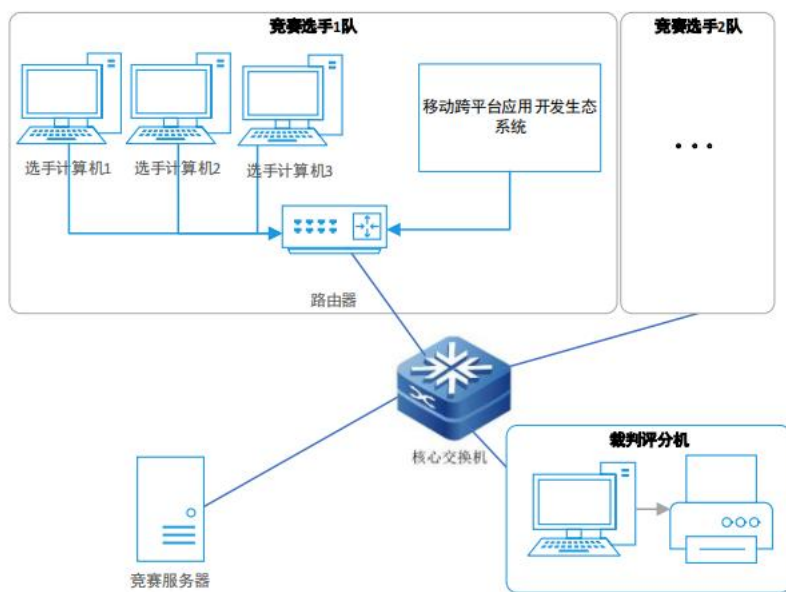 竞赛选手1队
竞赛选手2队
移动跨平台应用开发生态
系统
• • •
选手计算机1
选手计算机2
选手计算机3
路由器
核心交换机
裁判评分机
竞赛服务器